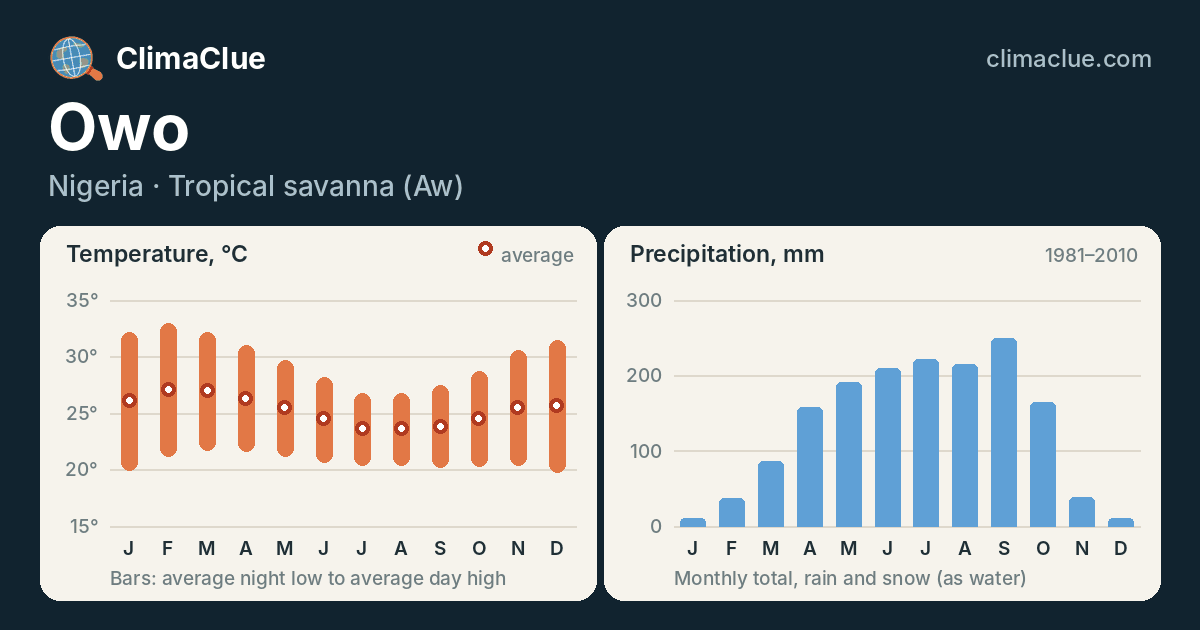 ClimaClue
climaclue.com
Owo
Nigeria · Tropical savanna (Aw)
Temperature, °C
average
35°
30°
25°
20°
15°
J F M A M J J A S O N D
Bars: average night low to average day high
Precipitation, mm
1981–2010
300
200
100
0
J F M A M J J A S O N D
Monthly total, rain and snow (as water)